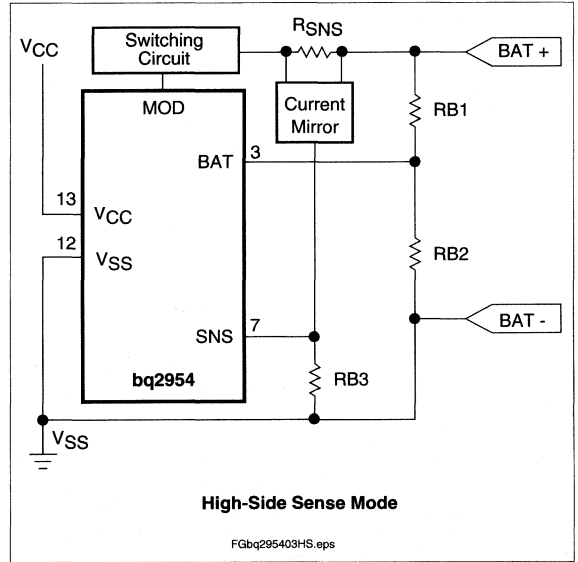 Switching
Circuit
RSNS
VCC
BAT +
MOD
Current
Mirror
RB1
BAT
3
13
VCC
12
VSS
RB2
SNS
7
BAT -
bq2954
RB3
VSS
High-Side Sense Mode
FGbq295403HS.eps